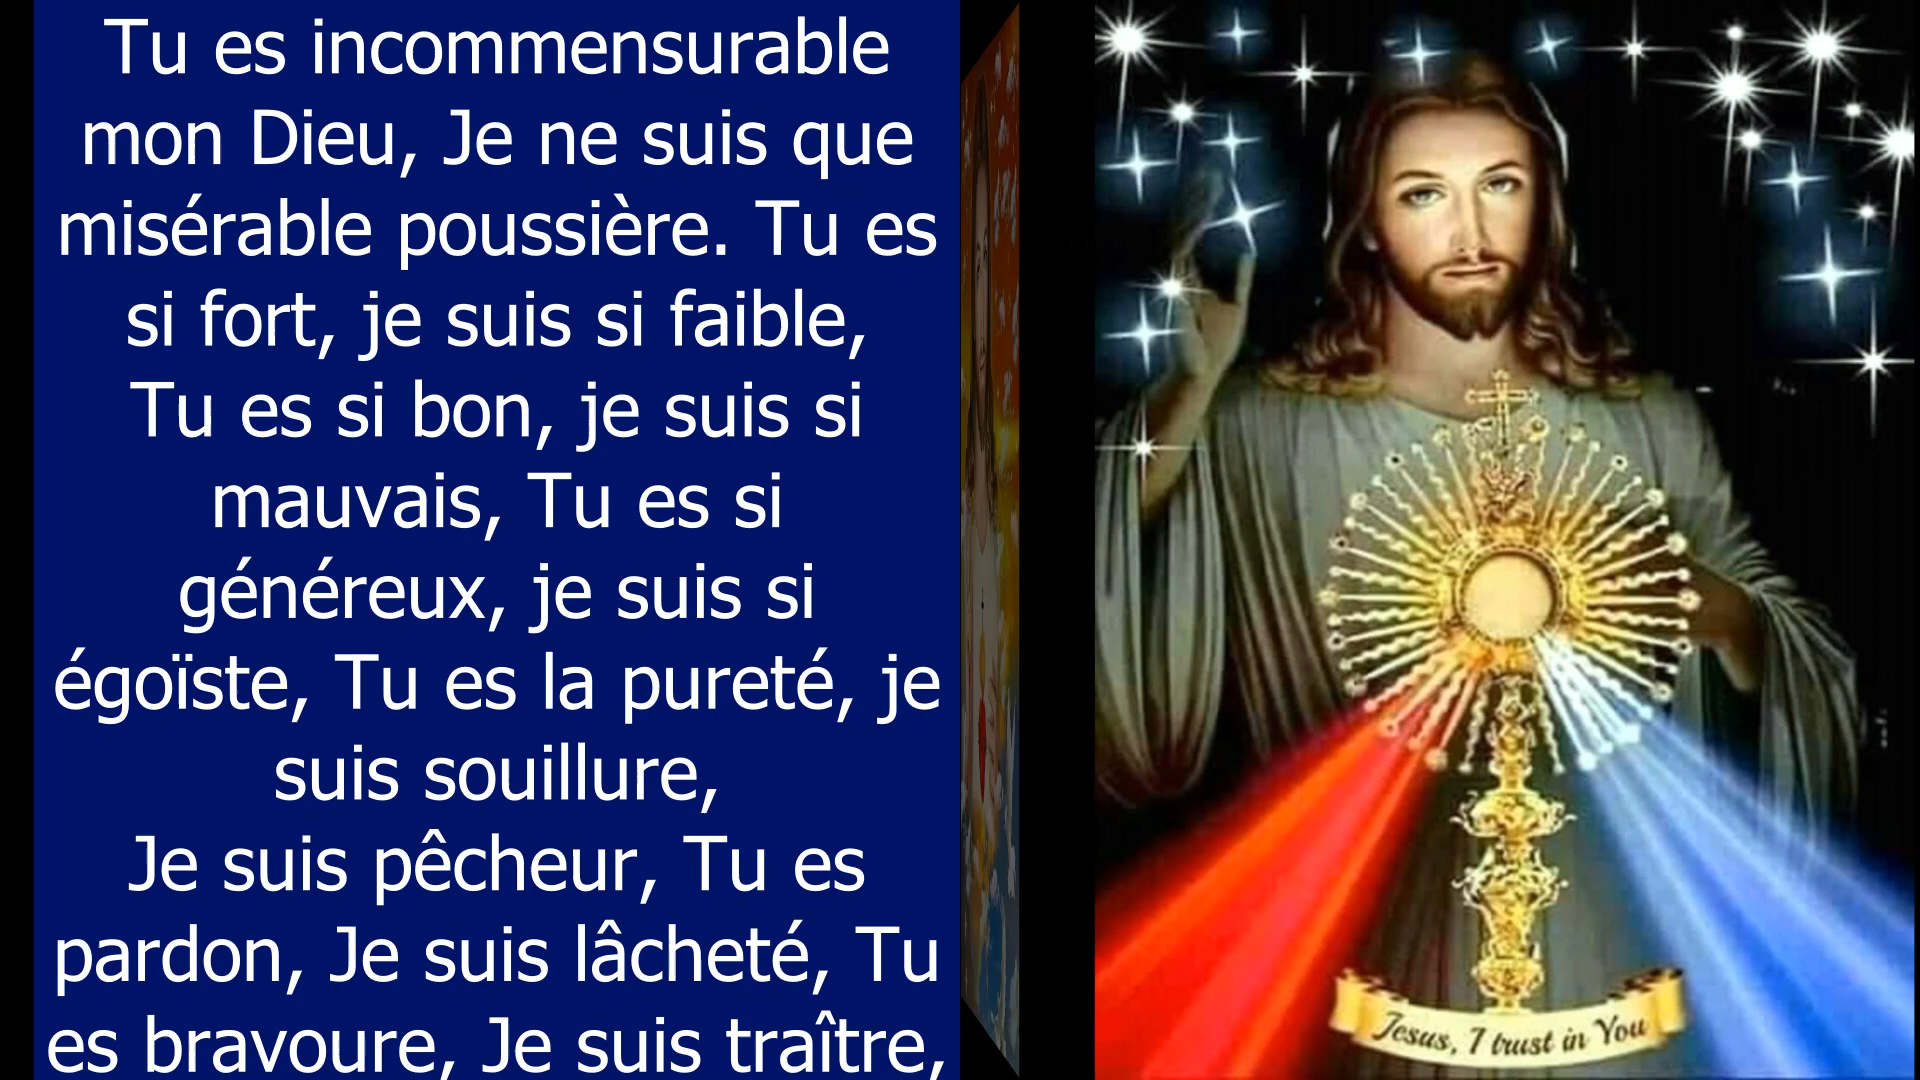 Tu es incommensurable
mon Dieu, Je ne suis que
misérable poussière. Tu es
si fort, je suis si faible,
Tu es si bon, je suis si
mauvais, Tu es si
généreux, je suis si
égoïste, Tu es la pureté, je
suis souillure,
Je suis pêcheur, Tu es
pardon, Je suis lâcheté, Tu
es bravoure, Je suis traître,
Jesus, I trust in You